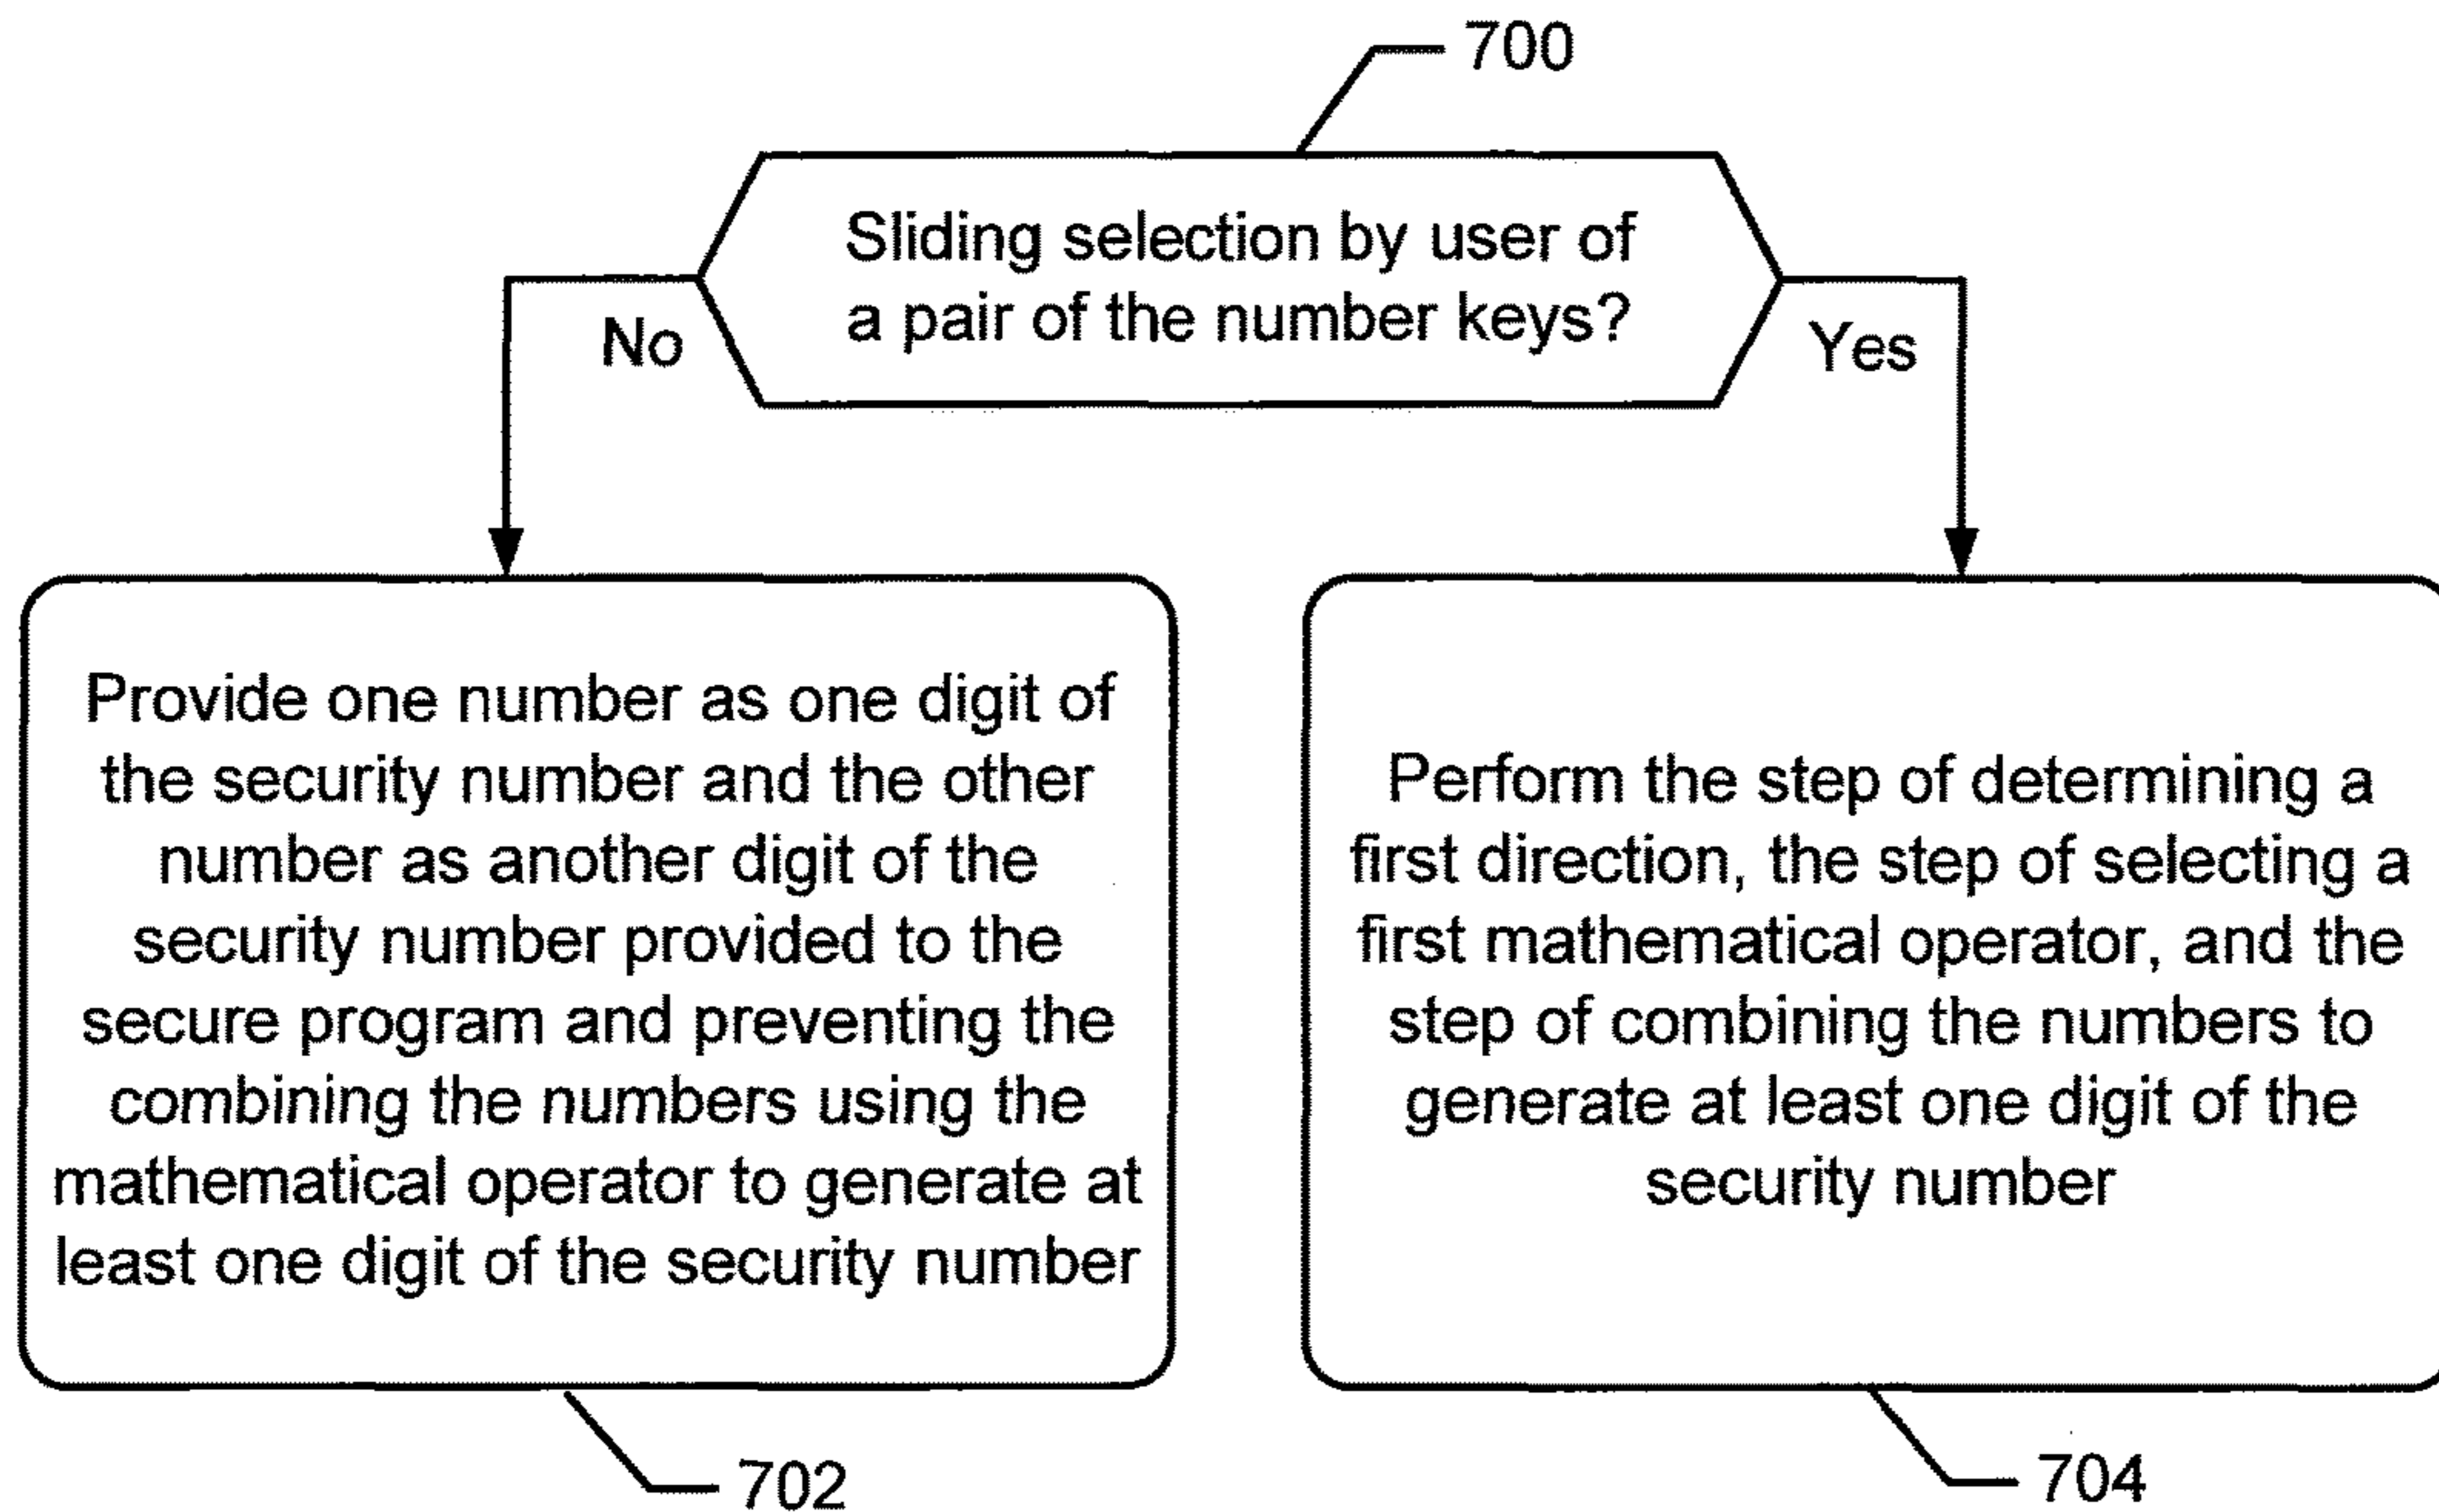 700
Sliding selection by user of
a pair of the number keys?
No
Yes
Provide one number as one digit of
the security number and the other
number as another digit of the
security number provided to the
secure program and preventing the
combining the numbers using the
mathematical operator to generate at
least one digit of the security number
Perform the step of determining a
first direction, the step of selecting a
first mathematical operator, and the
step of combining the numbers to
generate at least one digit of the
security number
702
704